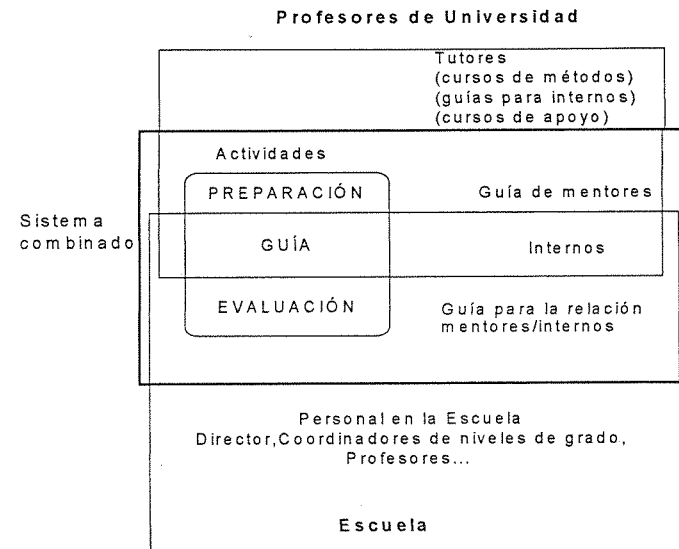 Profesores de Universidad
Tutores
(cursos de métodos)
(guías para internos)
(cursos de apoyo)
Actividades
PREPARACIÓN
Guía de mentores
Sistema
combinado
GUÍA
Internos
EVALUACIÓN
Guía para la relación
mentores/internos
Personal en la Escuela
Director,Coordinadores de niveles de grado,
Profesores...
Escuela